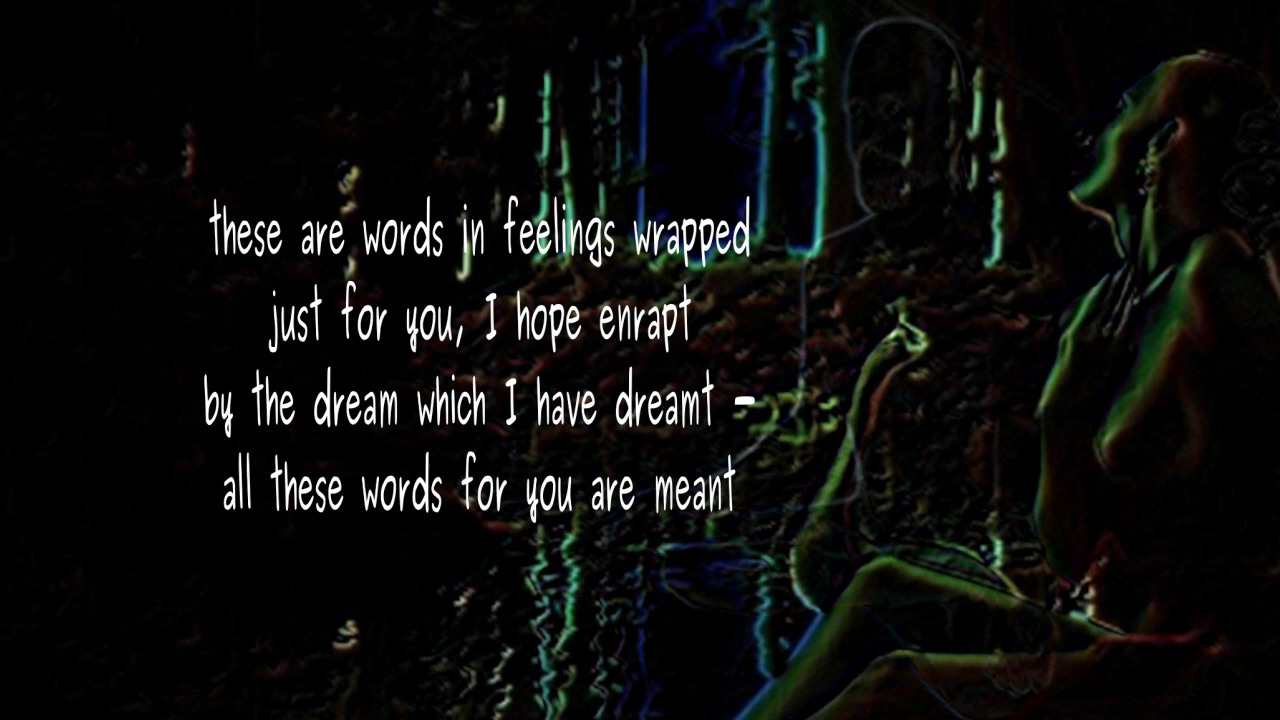 these are words in feelings wrapped
just for you, I hope enrapt
by the dream which I have dreamt -
all these words for you are meant